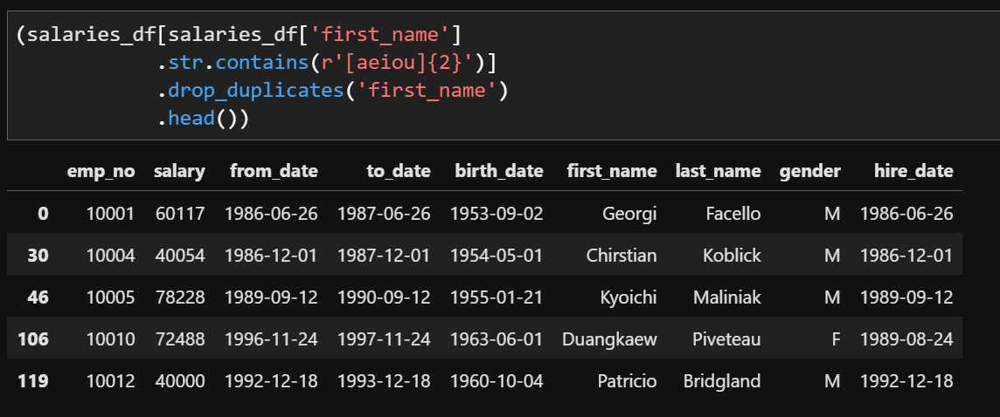 (salaries_df[salaries_df['first_name']
.str.contains(r'[aeiou]{2}')]
.drop_duplicates('first_name')
.head())
emp_no salary from_date to_date birth_date first_name last_name gender hire_date
0 10001 60117 1986-06-26 1987-06-26 1953-09-02 Georgi Facello M 1986-06-26
30 10004 40054 1986-12-01 1987-12-01 1954-05-01 Chirstian Koblick M 1986-12-01
46 10005 78228 1989-09-12 1990-09-12 1955-01-21 Kyoichi Maliniak M 1989-09-12
106 10010 72488 1996-11-24 1997-11-24 1963-06-01 Duangkaew Piveteau F 1989-08-24
119 10012 40000 1992-12-18 1993-12-18 1960-10-04 Patricio Bridgland M 1992-12-18